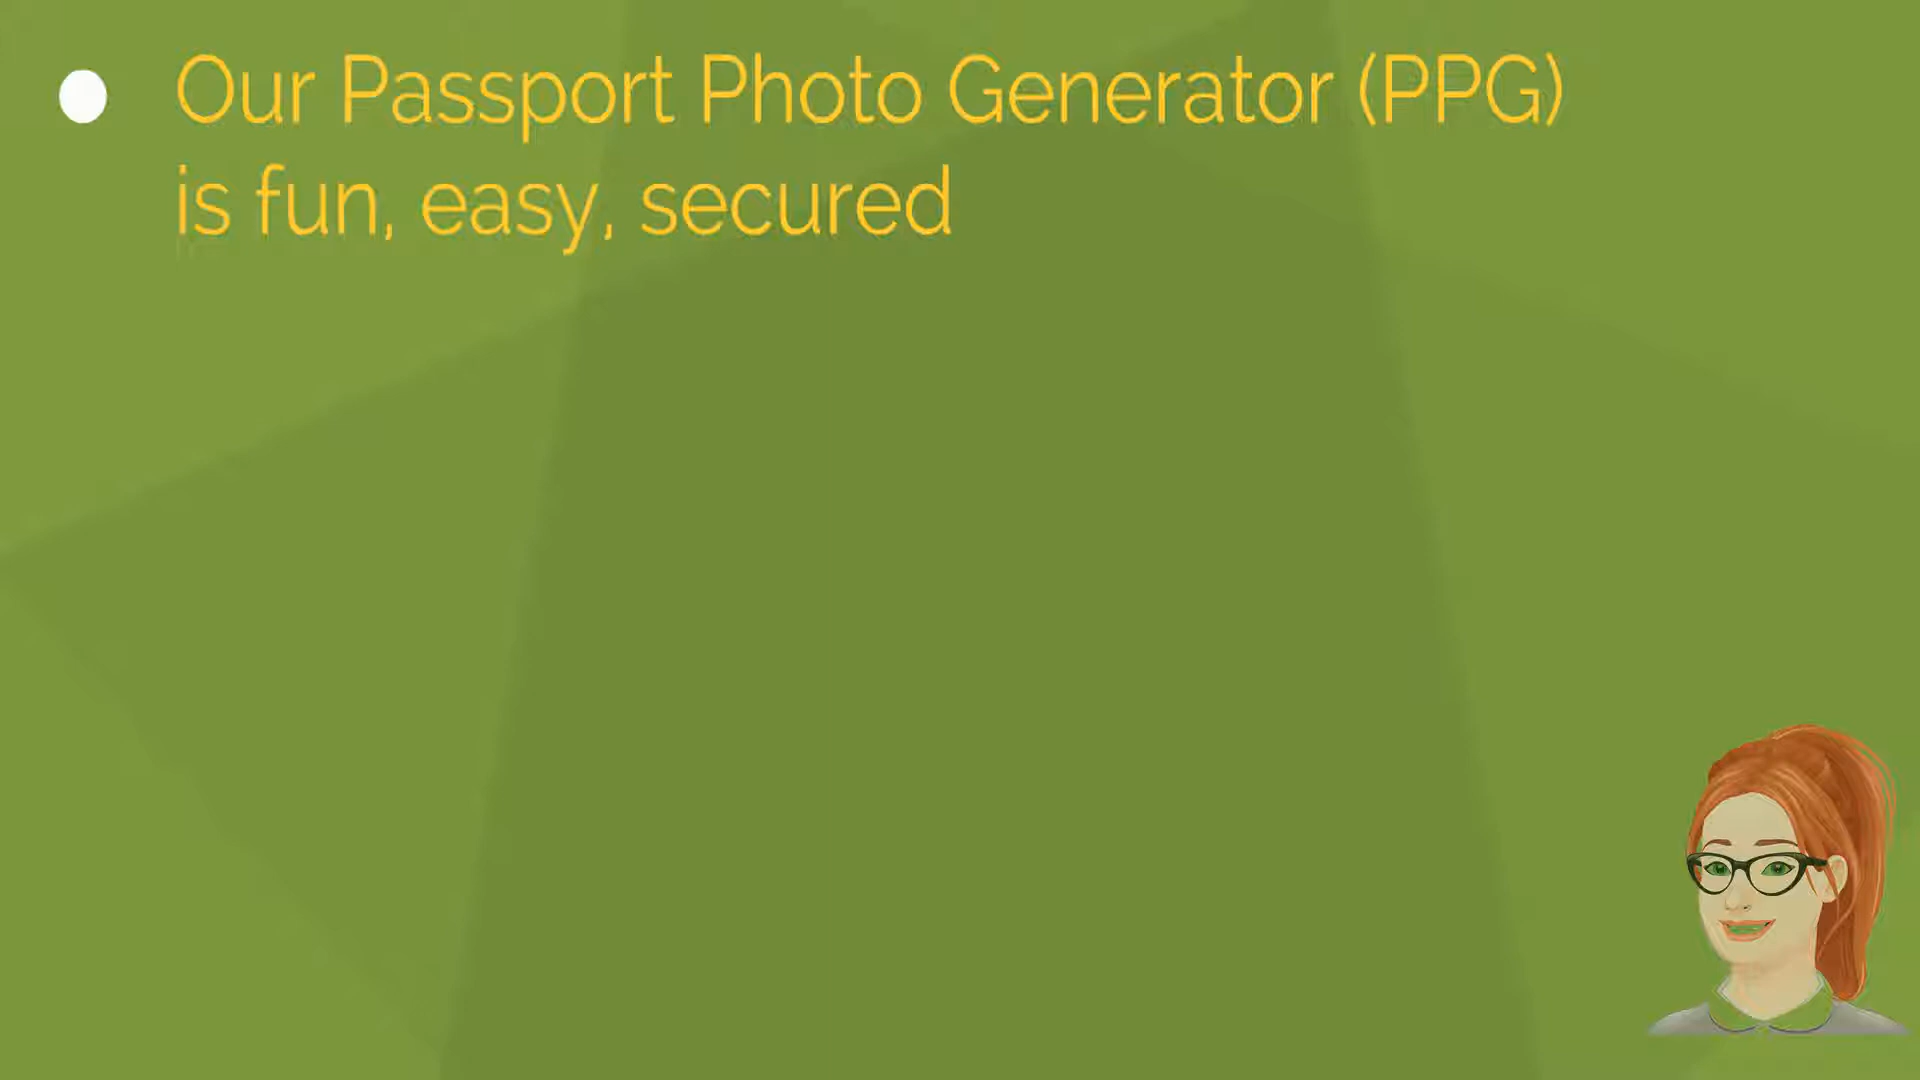 Our Passport Photo Generator (PPG)
is fun, easy, secured